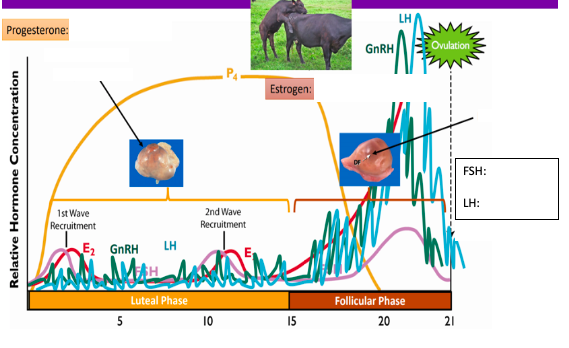 LH
Progesterone:
GnRH
Ovulation
P4
Estrogen:
Relative Hormone Concentration
DF
FSH:
LH:
1st Wave
Recruitment
2nd Wave
Recruitment
E2
GnRH
LH
E
FSH
Luteal Phase
Follicular Phase
5
10
15
20
21